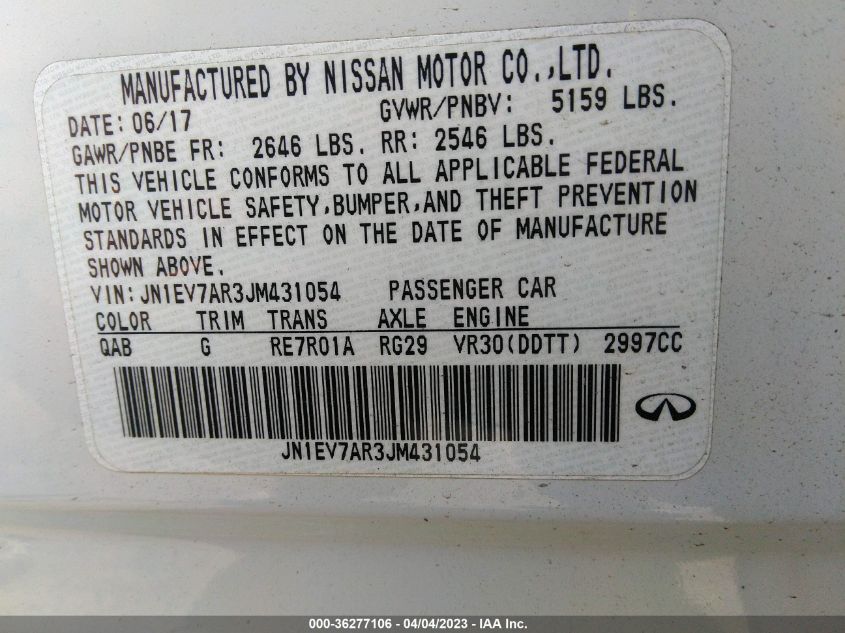 MANUFACTURED BY NISSAN MOTOR CO.,LTD.
DATE: 06/17 GVWR/PNBV: 5159 LBS.
GAWR/PNBE FR: 2646 LBS. RR: 2546 LBS.
THIS VEHICLE CONFORMS TO ALL APPLICABLE FEDERAL
MOTOR VEHICLE SAFETY,BUMPER,AND THEFT PREVENTION
STANDARDS IN EFFECT ON THE DATE OF MANUFACTURE
SHOWN ABOVE.
VIN: JN1EV7AR3JM431054 PASSENGER CAR
COLOR TRIM TRANS AXLE ENGINE
QAB G RE7R01A RG29 VR30(DDTT) 2997CC
JN1EV7AR3JM431054
000-36277106 - 04/04/2023 - IAA Inc.